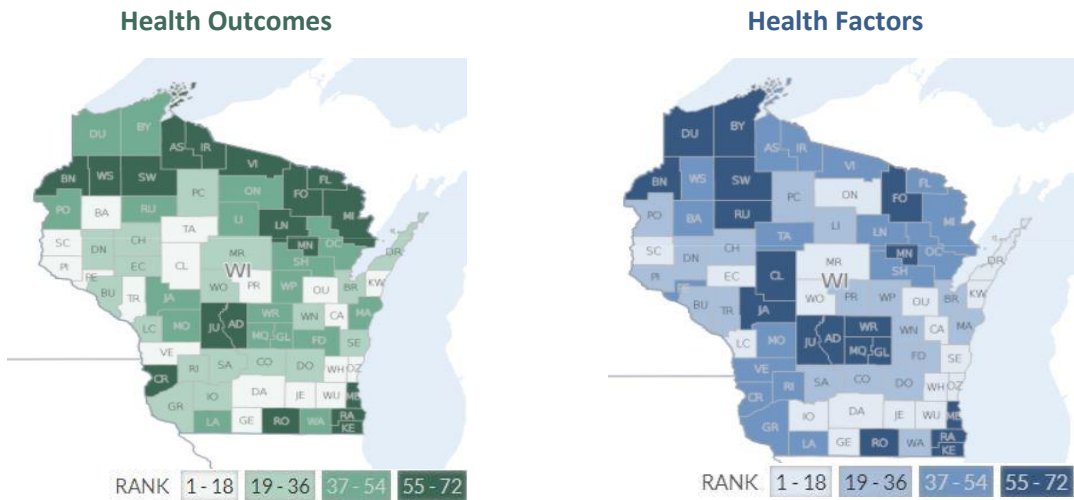 Health Outcomes
DU BY
AS IR
VI
BN WS SW
FO FL
PC ON
MI
PO BA RU LI
LN
TA
MN OC
SC DN CH
MR
SH
DR
PI PE EC CL
WI
BU TR
WO PR WP OU BR KW
JA
LC MO
JU AD WR WN CA MA
MQ GL FD SE
VE
CR RI SA CO DO WH OZ
GR IO DA JE WU
LA GE RO WA RA
KE
RANK 1 - 18 19 - 36 37 - 54 55 - 72
Health Factors
DU BY
AS IR
VI
BN WS SW
FO FL
PC ON
MI
PO BA RU LI
LN
TA
MN OC
SC DN CH
MR
SH
DR
PI EC CL
WI
BU TR
WO PR WP OU BR KW
JA
LC MO
JU AD WR WN CA MA
MQ GL FD SE
VE
CR RI SA CO DO WH OZ
GR IO DA JE WU
LA GE RO WA RA
KE
RANK 1 - 18 19 - 36 37 - 54 55 - 72